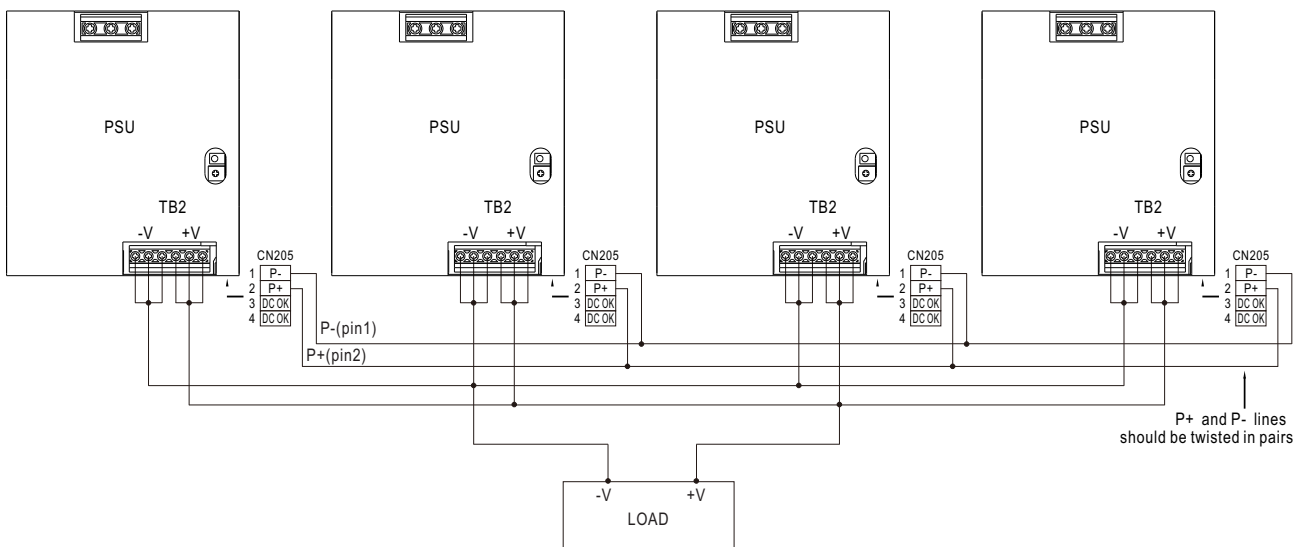 PSU PSU PSU PSU
TB2 TB2 TB2 TB2
-V +V -V +V -V +V -V +V
CN205 CN205 CN205 CN205
1 P- 1 P- 1 P- 1 P-
2 P+ 2 P+ 2 P+ 2 P+
3 DC OK 3 DC OK 3 DC OK 3 DC OK
4 DC OK 4 DC OK 4 DC OK 4 DC OK
P-(pin1)
P+(pin2)
P+ and P- lines
should be twisted in pairs
-V +V
LOAD